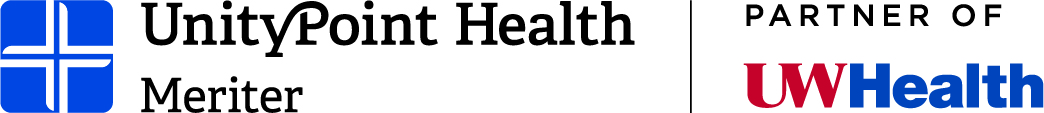 UnityPoint Health
Meriter
PARTNER OF
UWHealth